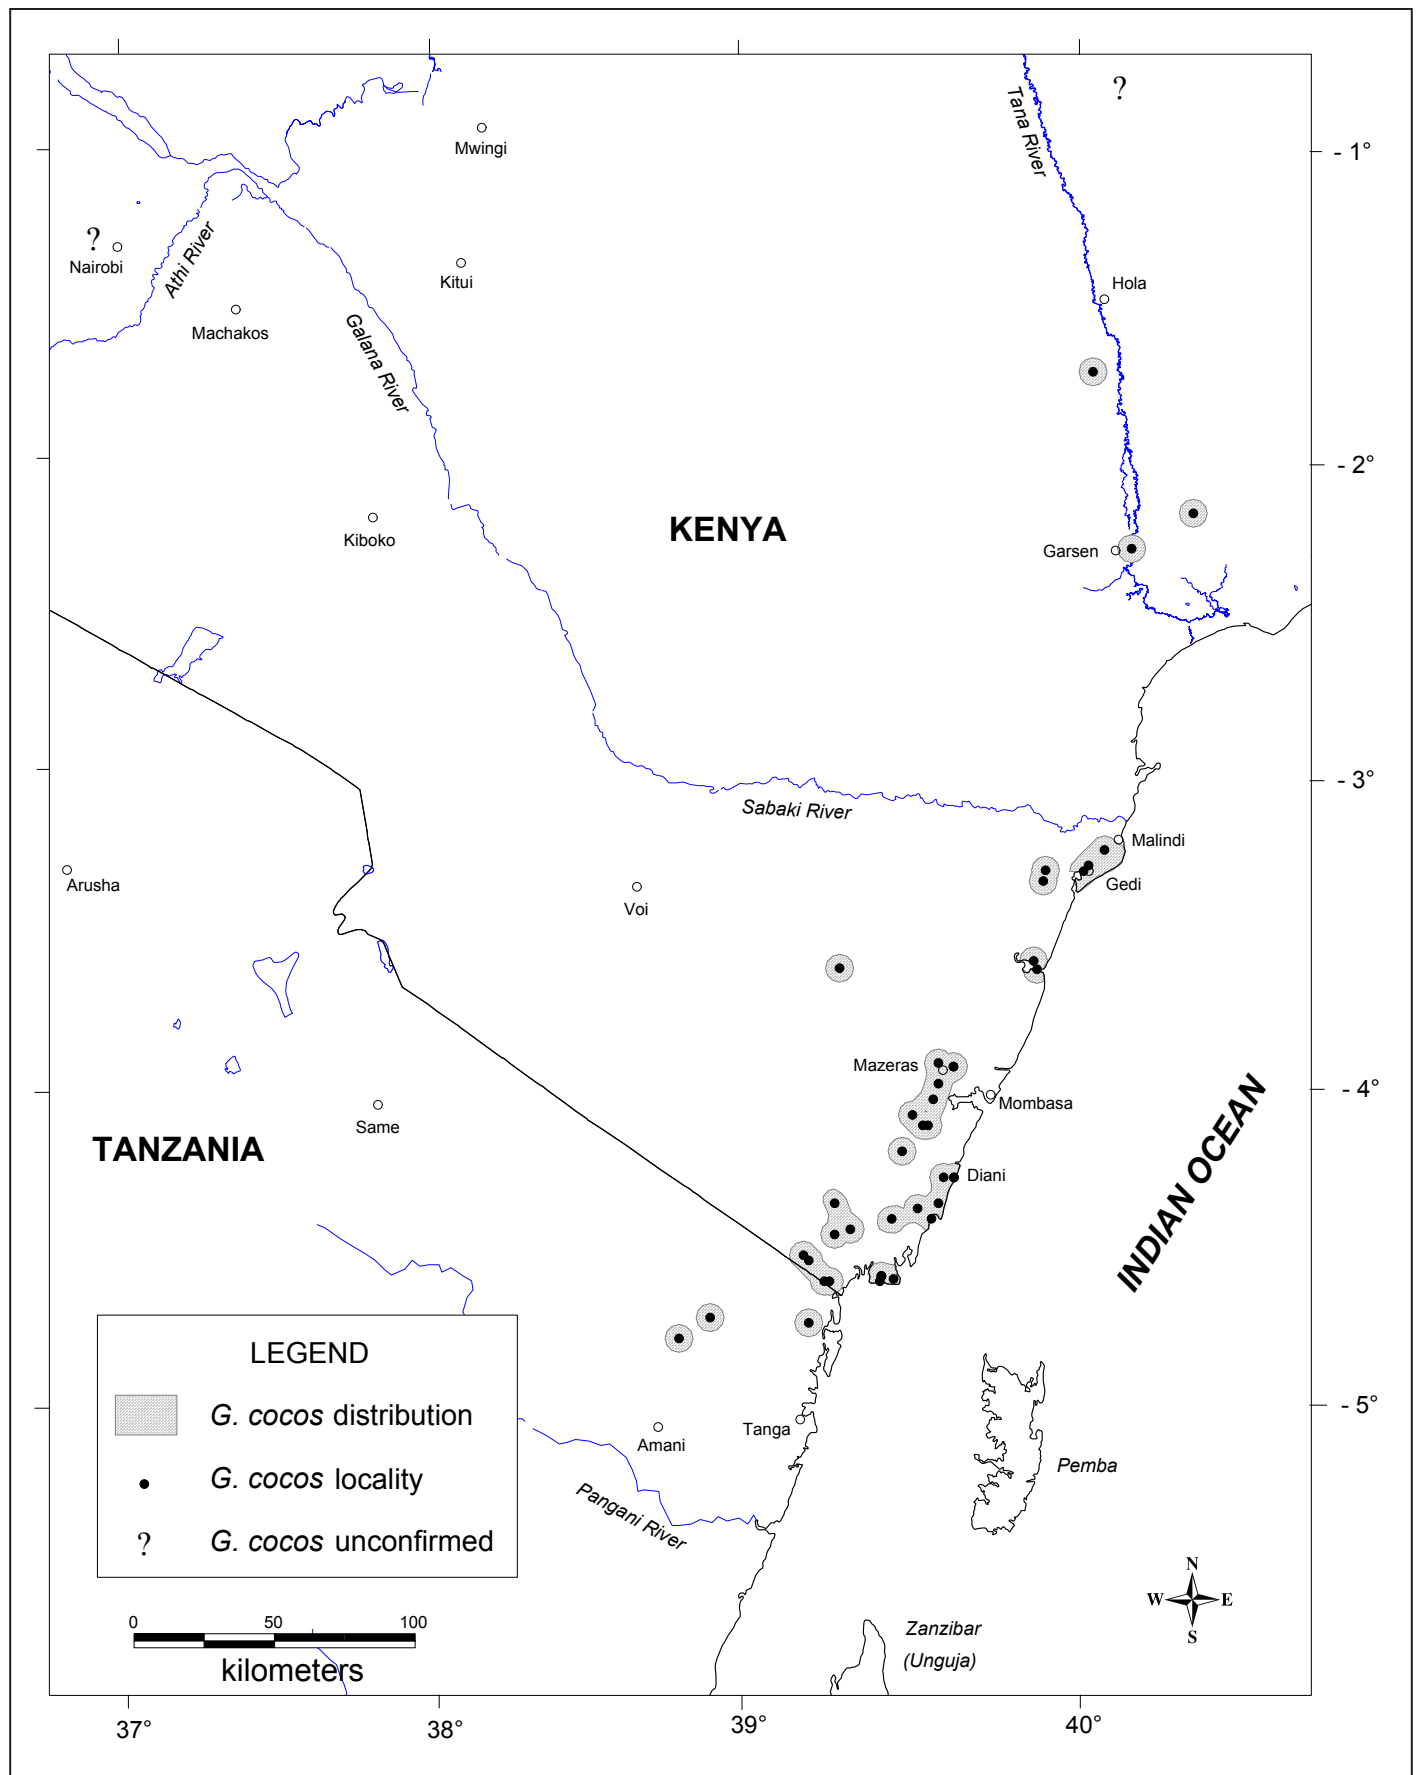 ?
Tana River
Mwingi
- 1°
?
Nairobi
Athi River
Kitui
Hola
Machakos
Galana River
- 2°
Kiboko
KENYA
Garsen
- 3°
Sabaki River
Malindi
Arusha
Gedi
Voi
Mazeras
- 4°
Mombasa
Same
TANZANIA
Diani
INDIAN OCEAN
LEGEND
G. cocos distribution
G. cocos locality
? G. cocos unconfirmed
- 5°
Tanga
Amani
Pemba
Pangani River
N
W E
S
0 50 100
kilometers
Zanzibar
(Unguja)
37° 38° 39° 40°